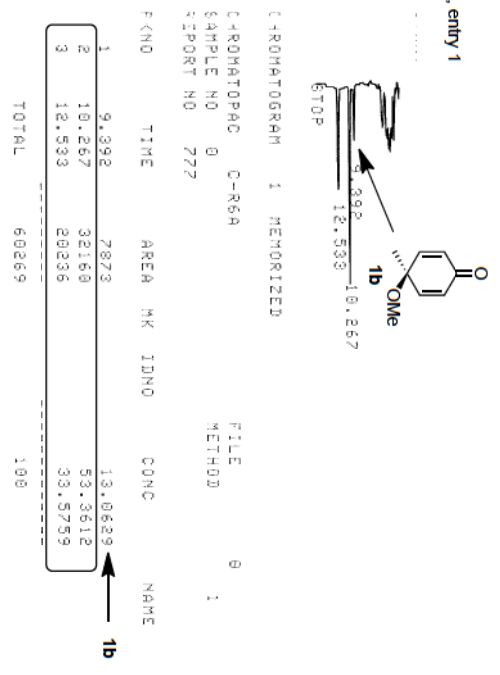 , entry 1
O
OMe
1b
9.392
10.267
12.533
STOP
CHROMATOGRAM 1 MEMORIZED
CHROMATOPAC C-R6A FILE 0
SAMPLE NO 0 METHOD 1
REPORT NO 777
PKNO TIME AREA MK IDNO CONC NAME
1 9.392 7873 13.0629
2 10.267 32160 53.3612
3 12.533 20236 33.5759
TOTAL 60269 100
1b